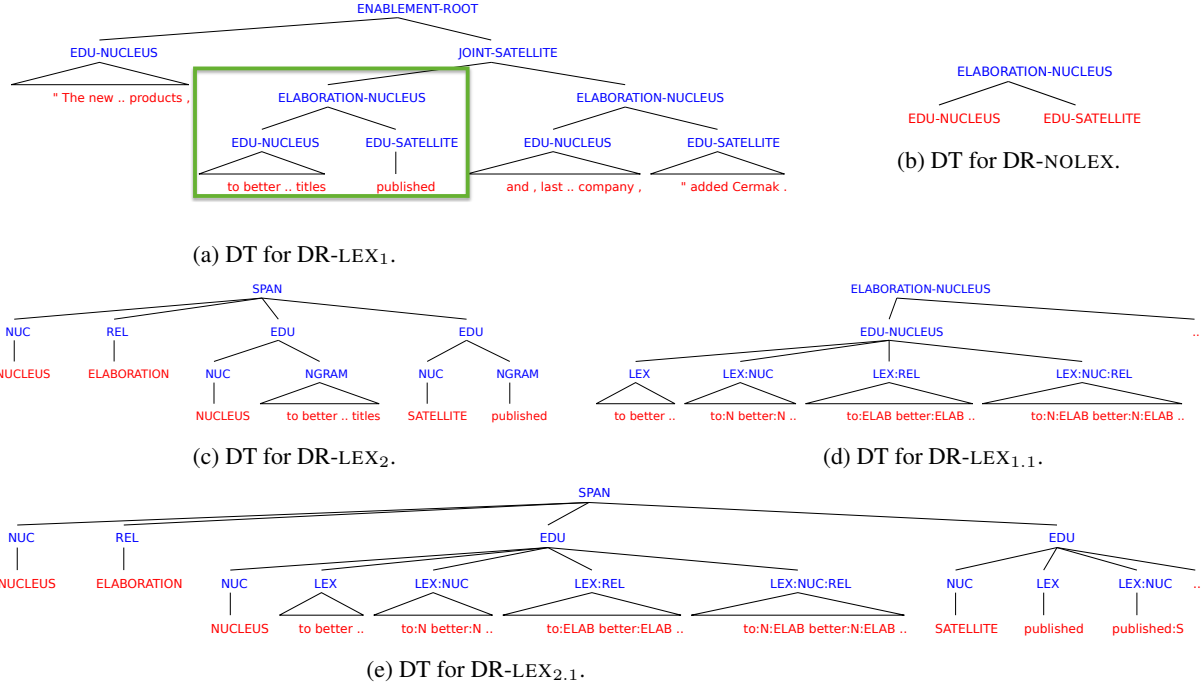 ENABLEMENT-ROOT
EDU-NUCLEUS JOINT-SATELLITE
" The new .. products , ELABORATION-NUCLEUS ELABORATION-NUCLEUS
EDU-NUCLEUS EDU-SATELLITE EDU-NUCLEUS EDU-SATELLITE
to better .. titles published and , last .. company , " added Cermak .
(a) DT for DR-LEX1.
ELABORATION-NUCLEUS
EDU-NUCLEUS EDU-SATELLITE
(b) DT for DR-NOLEX.
SPAN
NUC REL EDU EDU
NUCLEUS ELABORATION NUC NGRAM NUC NGRAM
NUCLEUS to better .. titles SATELLITE published
(c) DT for DR-LEX2.
ELABORATION-NUCLEUS
EDU-NUCLEUS ..
LEX LEX:NUC LEX:REL LEX:NUC:REL
to better .. to:N better:N .. to:ELAB better:ELAB .. to:N:ELAB better:N:ELAB ..
(d) DT for DR-LEX1.1.
SPAN
NUC REL EDU EDU
NUCLEUS ELABORATION NUC LEX LEX:NUC LEX:REL LEX:NUC:REL NUC LEX LEX:NUC ..
NUCLEUS to better .. to:N better:N .. to:ELAB better:ELAB .. to:N:ELAB better:N:ELAB .. SATELLITE published published:S
(e) DT for DR-LEX2.1.